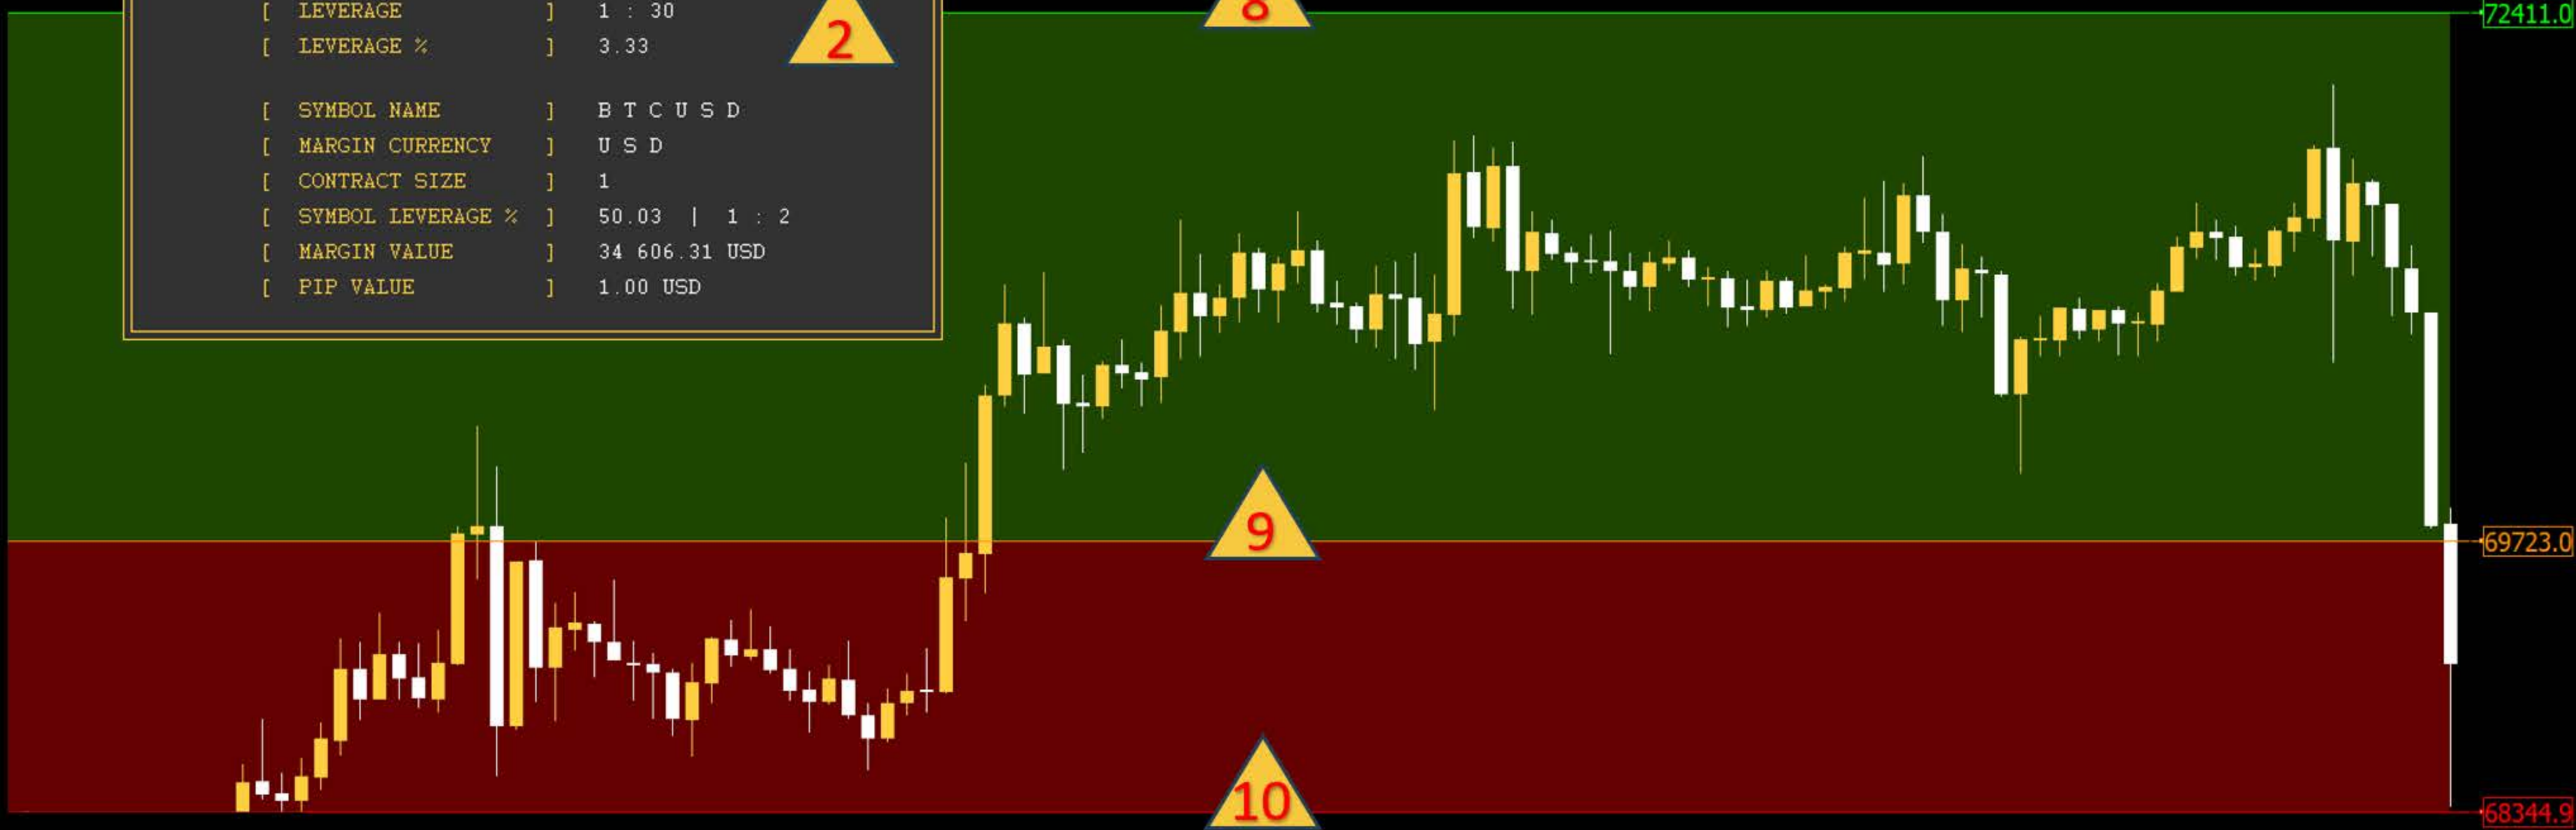 [ LEVERAGE ] 1 : 30
[ LEVERAGE % ] 3.33
2
8
72411.0
[ SYMBOL NAME ] B T C U S D
[ MARGIN CURRENCY ] U S D
[ CONTRACT SIZE ] 1
[ SYMBOL LEVERAGE % ] 50.03 | 1 : 2
[ MARGIN VALUE ] 34 606.31 USD
[ PIP VALUE ] 1.00 USD
9
69723.0
10
68344.9